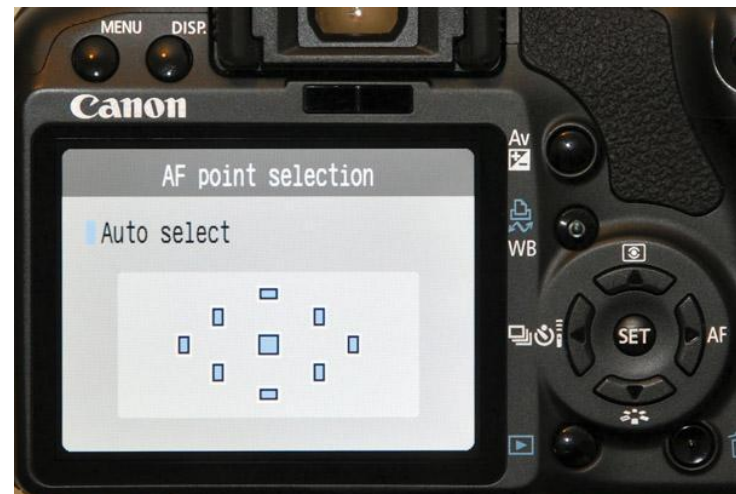 MENU DISP.
Canon
AF point selection
Auto select
Av
WB
SET
AF